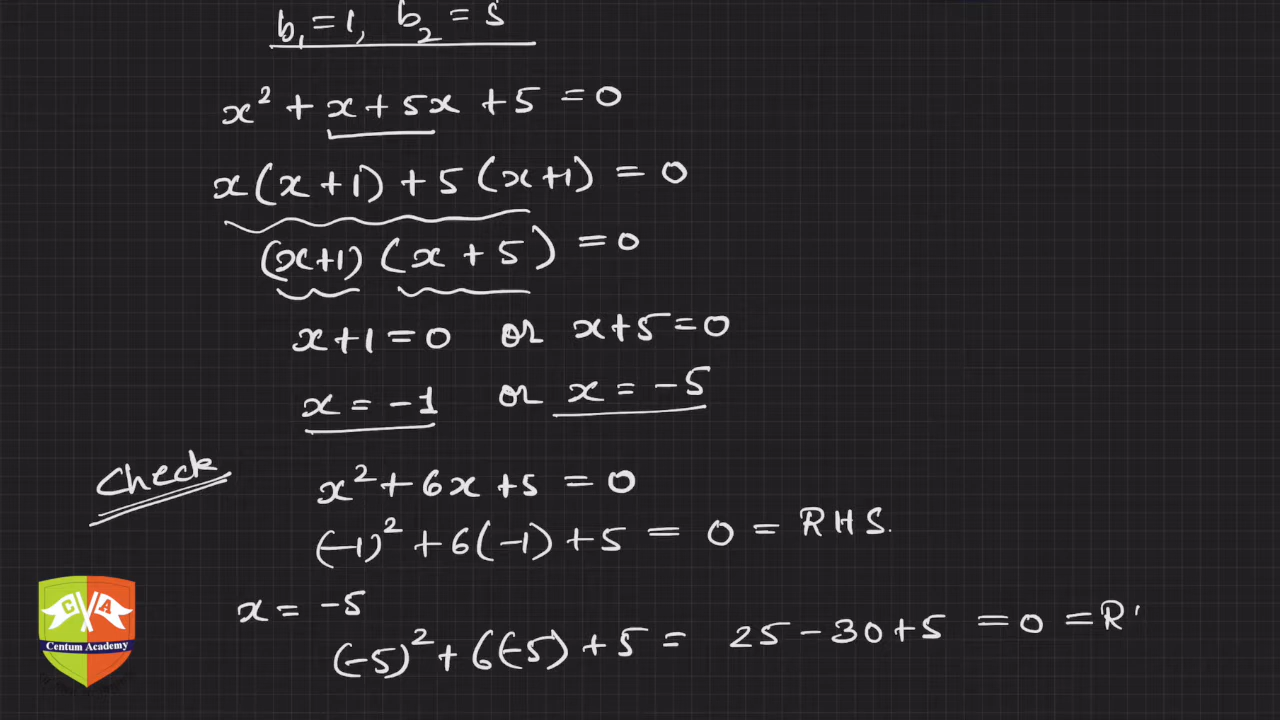 b₁ = 1, b₂ = 5
x² + x + 5x + 5 = 0
x(x+1) + 5(x+1) = 0
(x+1)(x+5) = 0
x+1 = 0 or x+5 = 0
x = -1 or x = -5
Check
x² + 6x + 5 = 0
(-1)² + 6(-1) + 5 = 0 = RHS.
x = -5
(-5)² + 6(-5) + 5 = 25 - 30 + 5 = 0 = R
CA
Centum Academy